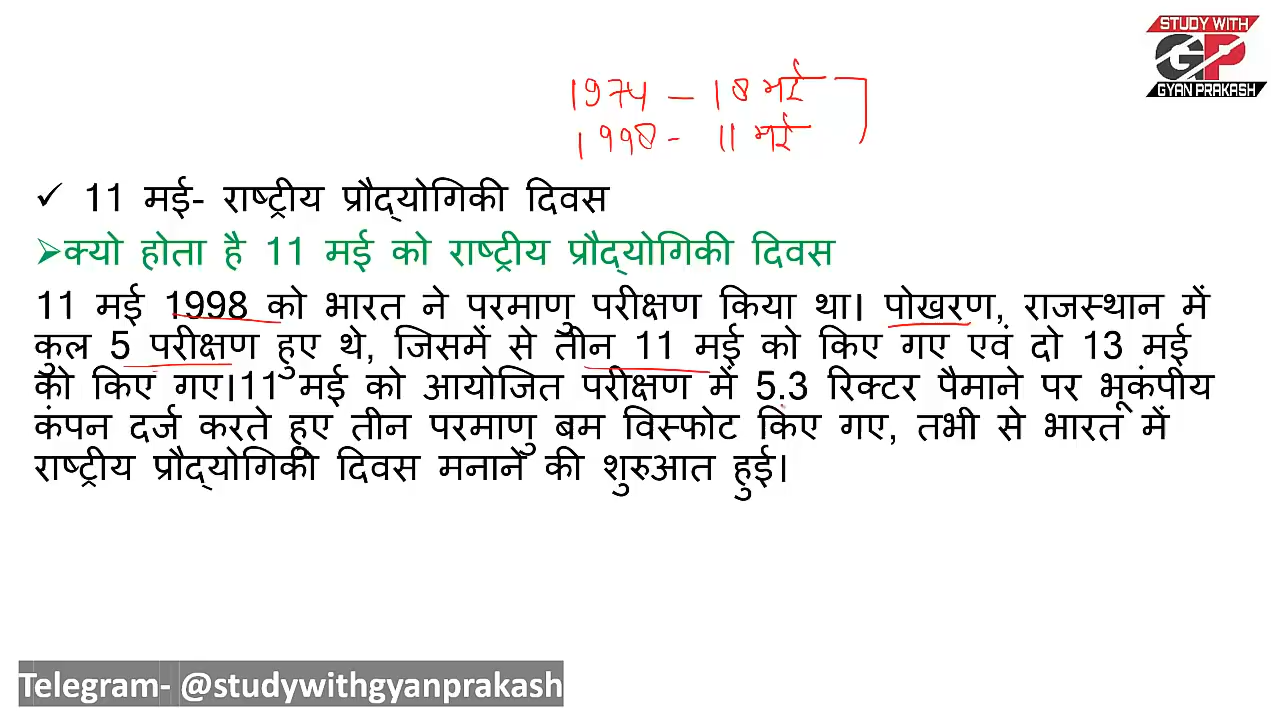 STUDY WITH
GP
GYAN PRAKASH
1974 – 18 मई
1998 - 11 मई
✓ 11 मई- राष्ट्रीय प्रौद्योगिकी दिवस
➢क्यो होता है 11 मई को राष्ट्रीय प्रौद्योगिकी दिवस
11 मई 1998 को भारत ने परमाणु परीक्षण किया था। पोखरण, राजस्थान में
कुल 5 परीक्षण हुए थे, जिसमें से तीन 11 मई को किए गए एवं दो 13 मई
को किए गए।11 मई को आयोजित परीक्षण में 5.3 रिक्टर पैमाने पर भूकंपीय
कंपन दर्ज करते हुए तीन परमाणु बम विस्फोट किए गए, तभी से भारत में
राष्ट्रीय प्रौद्योगिकी दिवस मनाने की शुरुआत हुई।
Telegram- @studywithgyanprakash